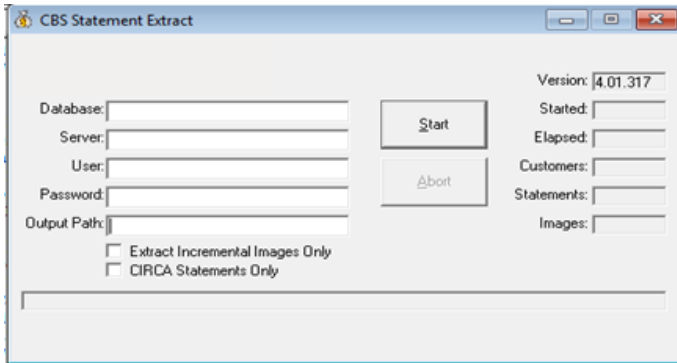 CBS Statement Extract
Version: 4.01.317
Database:
Start
Started:
Server:
Elapsed:
User:
Abort
Customers:
Password:
Statements:
Output Path:
Images:
Extract Incremental Images Only
CIRCA Statements Only